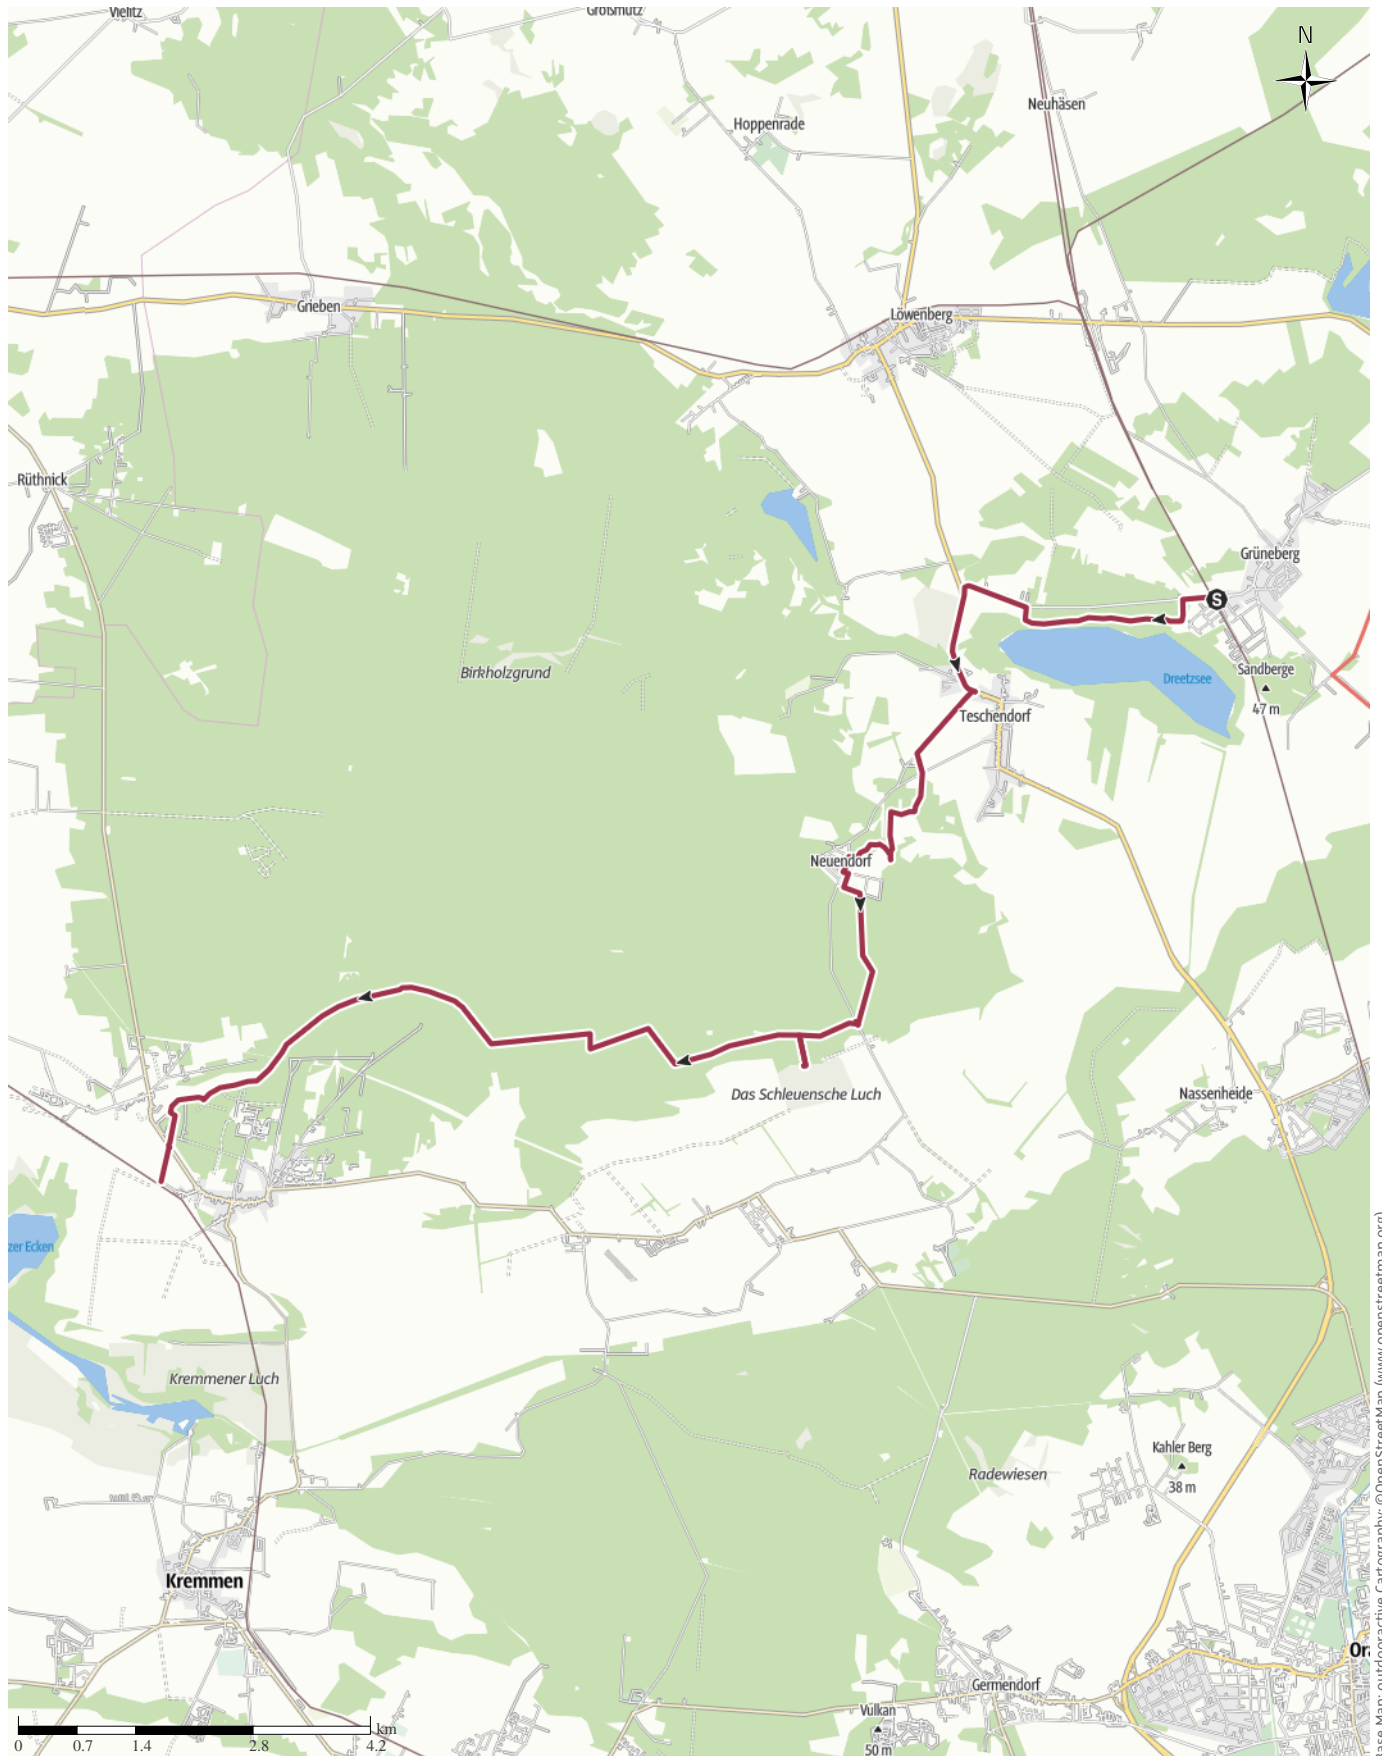 Vielitz
Großmutz
N
Neuhäsen
Hoppenrade
Grieben
Löwenberg
Rüthnick
Grüneberg
S
Birkholzgrund
Sandberge
47 m
Dreetzsee
Teschendorf
Neuendorf
Das Schleuensche Luch
Nassenheide
zer Ecken
Kremmener Luch
Kahler Berg
38 m
Radewiesen
Kremmen
Ora
Germendorf
Vulkan
50 m
km
0 0.7 1.4 2.8 4.2
ase Map: outdooractive Cartography; ©OpenStreetMap (www.openstreetmap.org)